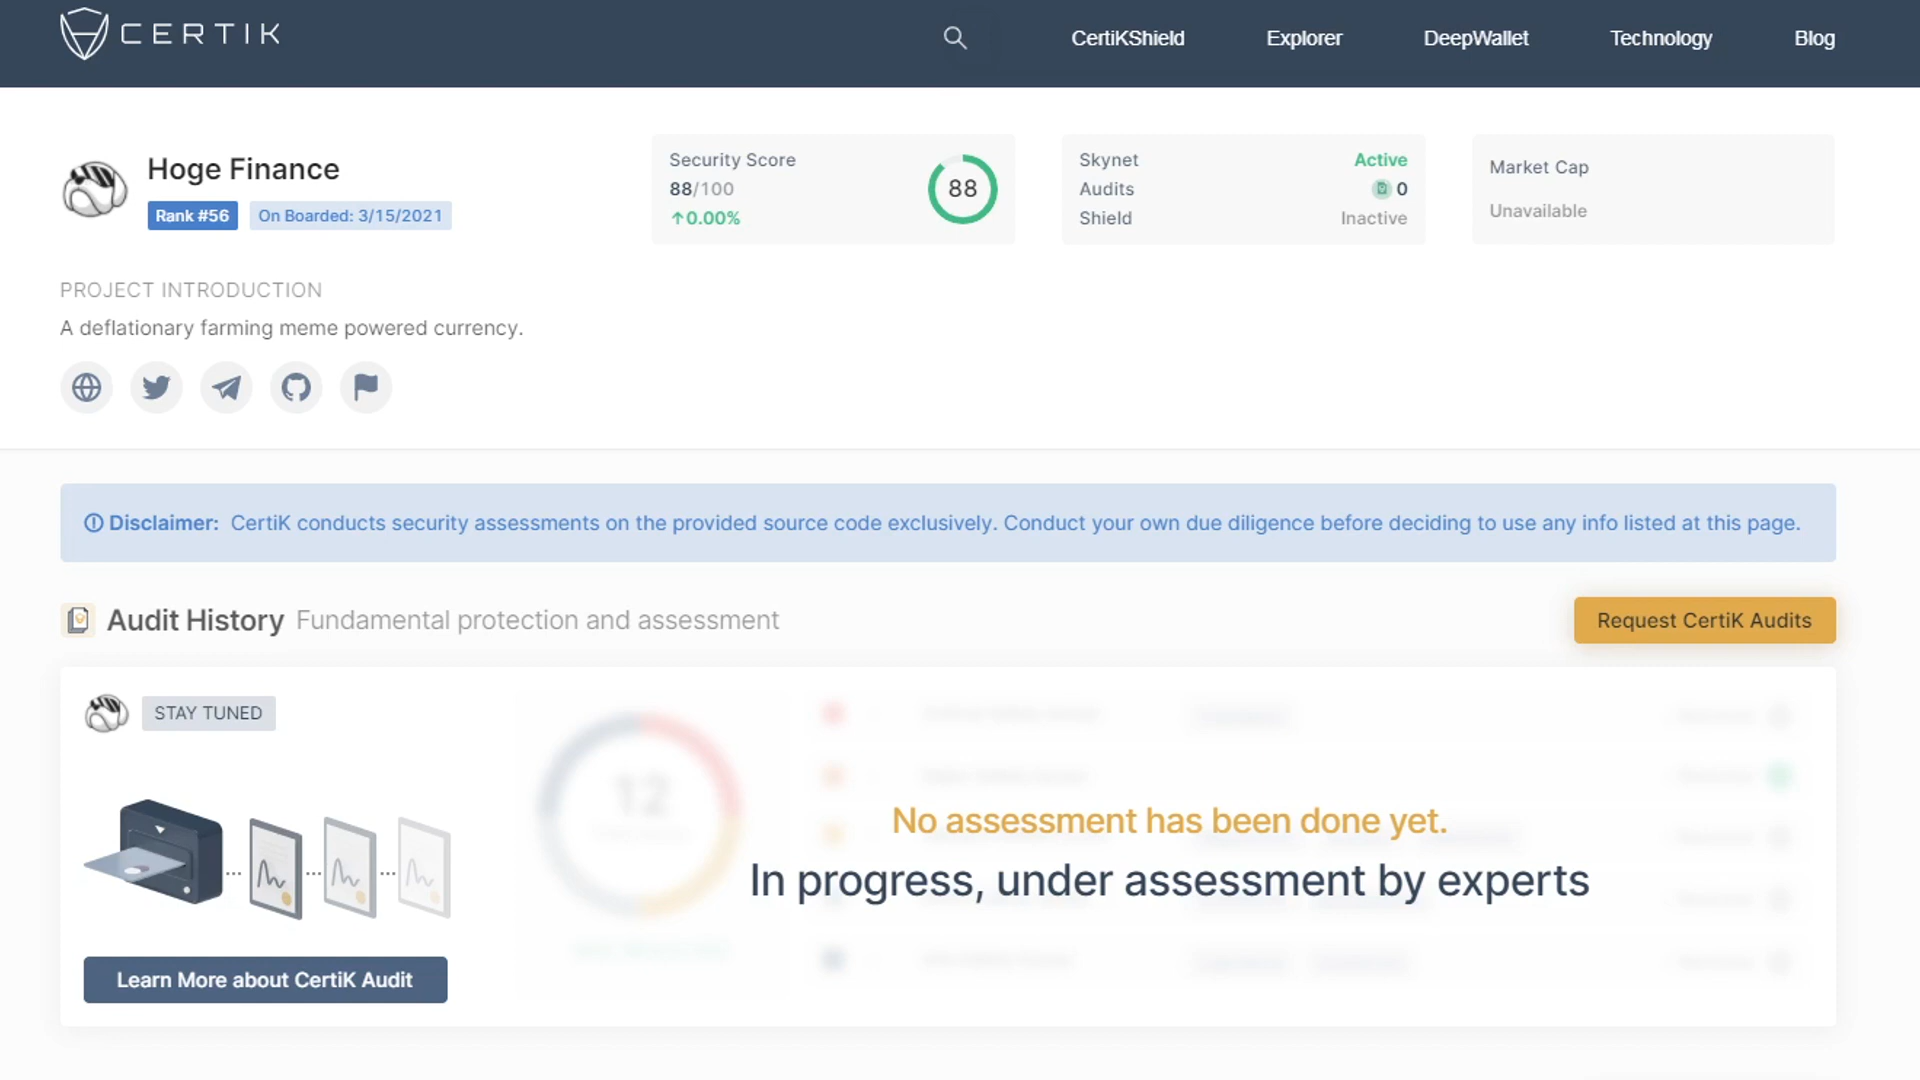 CERTIK
CertiKShield
Explorer
DeepWallet
Technology
Blog
Hoge Finance
Rank #56
On Boarded: 3/15/2021
Security Score
88/100
↑0.00%
88
Skynet Active
Audits 0
Shield Inactive
Market Cap
Unavailable
PROJECT INTRODUCTION
A deflationary farming meme powered currency.
Disclaimer: CertiK conducts security assessments on the provided source code exclusively. Conduct your own due diligence before deciding to use any info listed at this page.
Audit History Fundamental protection and assessment
Request CertiK Audits
STAY TUNED
12
No assessment has been done yet.
In progress, under assessment by experts
Learn More about CertiK Audit